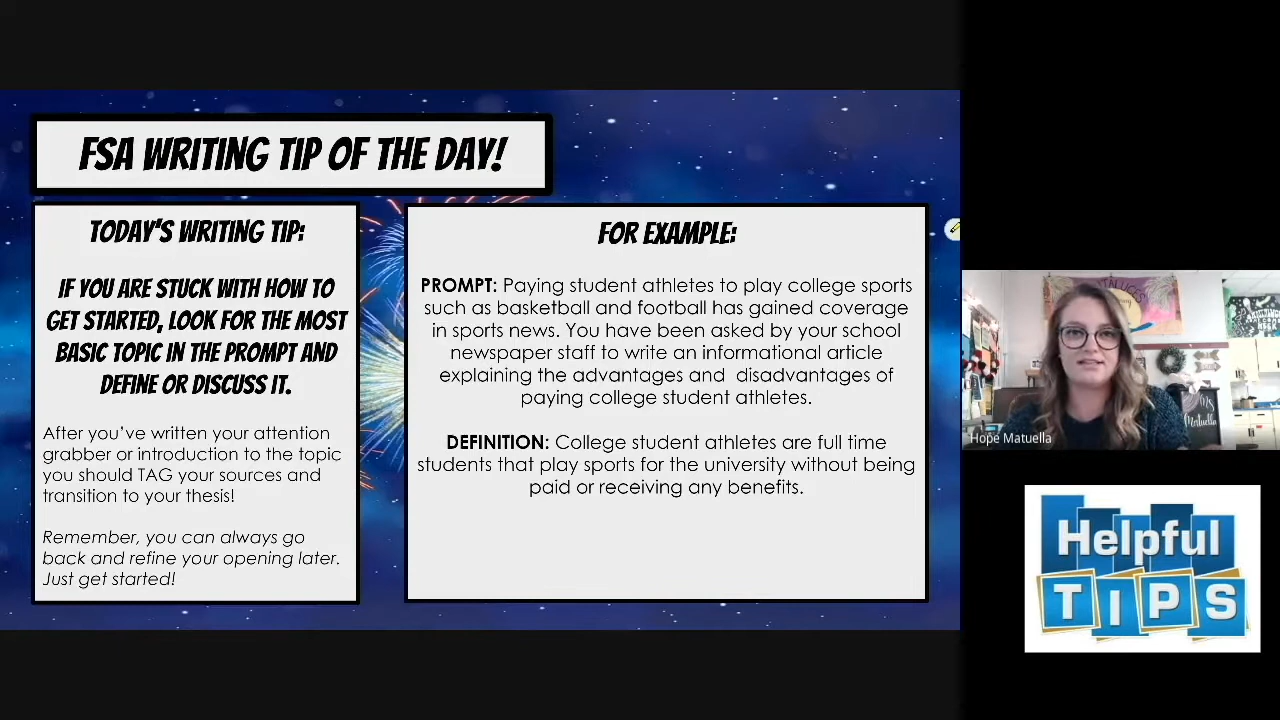 FSA WRITING TIP OF THE DAY!
TODAY'S WRITING TIP:
IF YOU ARE STUCK WITH HOW TO
GET STARTED, LOOK FOR THE MOST
BASIC TOPIC IN THE PROMPT AND
DEFINE OR DISCUSS IT.
After you've written your attention
grabber or introduction to the topic
you should TAG your sources and
transition to your thesis!
Remember, you can always go
back and refine your opening later.
Just get started!
FOR EXAMPLE:
PROMPT: Paying student athletes to play college sports
such as basketball and football has gained coverage
in sports news. You have been asked by your school
newspaper staff to write an informational article
explaining the advantages and disadvantages of
paying college student athletes.
DEFINITION: College student athletes are full time
students that play sports for the university without being
paid or receiving any benefits.
Ms
Matuella
Hope Matuella
Helpful
TIPS